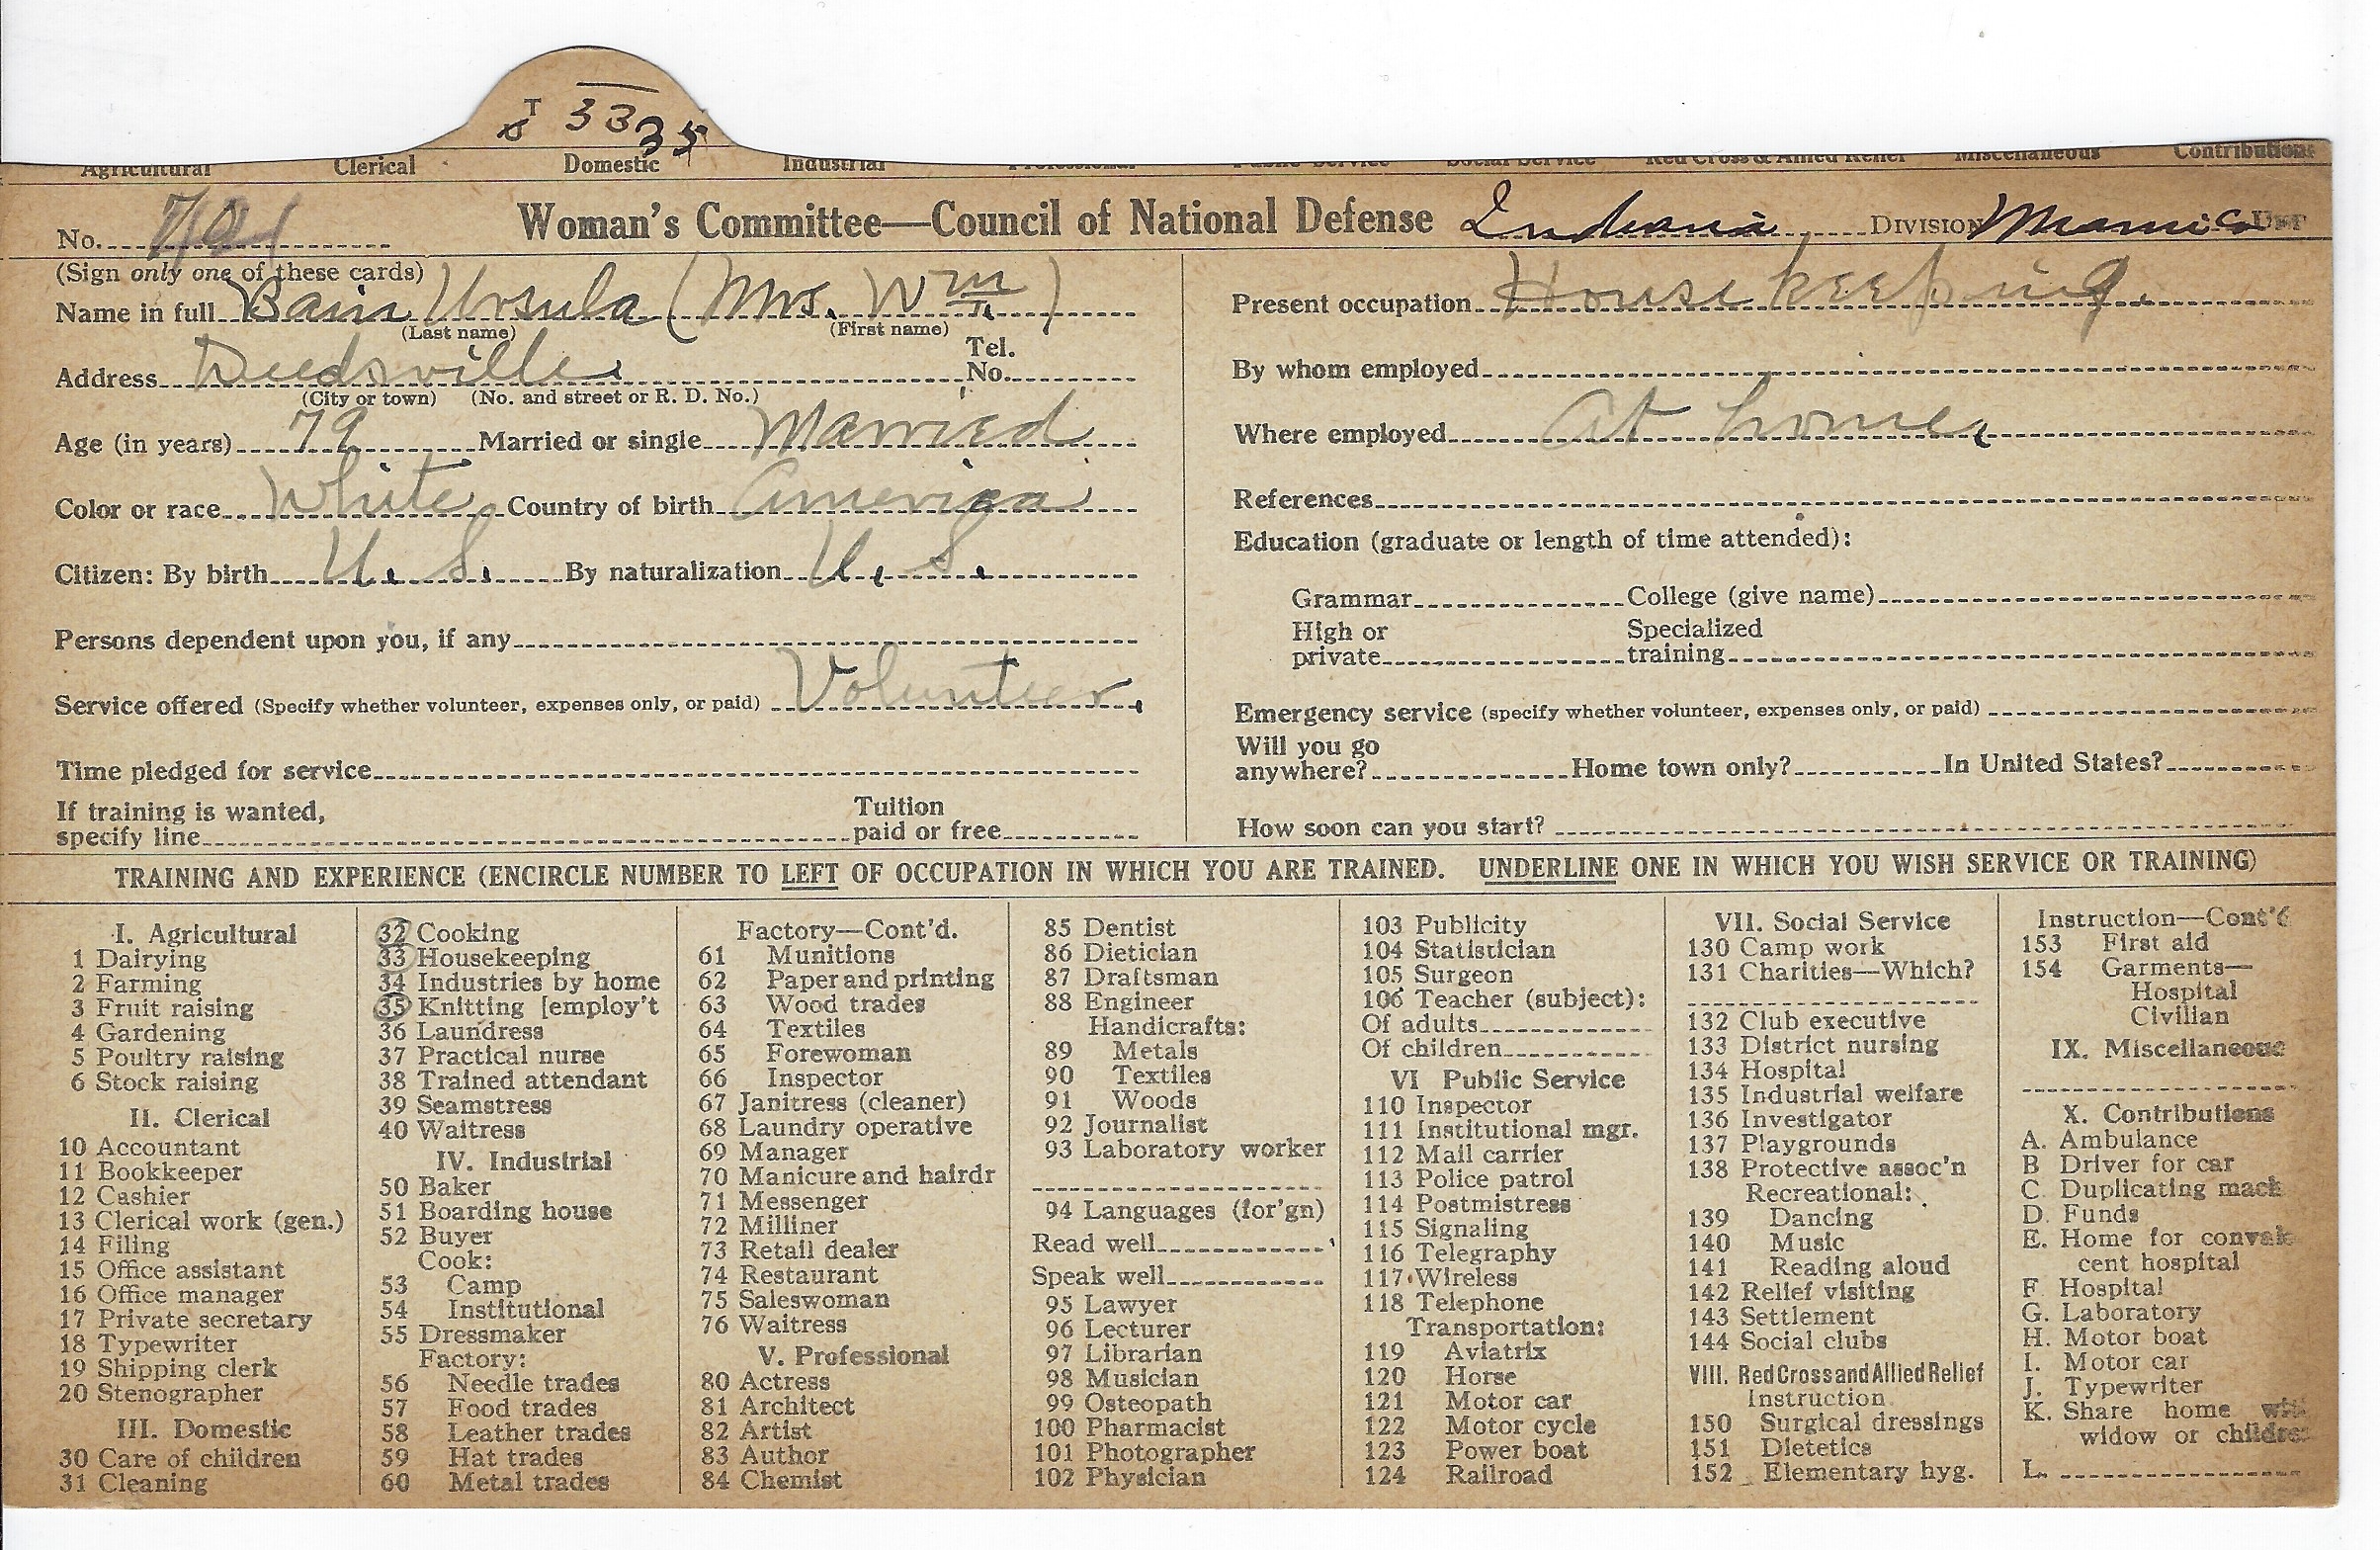 T 33 35
Agricultural Clerical Domestic Industrial Professional Public Service Social Service Red Cross & Allied Relief Miscellaneous Contributions
No. Woman's Committee—Council of National Defense Indiana DIVISION Miami Co. UNIT
(Sign only one of these cards)
Name in full Bain Ursula (Mrs. Wm)
(Last name) (First name)
Address Deedsville Tel. No.
(City or town) (No. and street or R. D. No.)
Age (in years) 79 Married or single Married
Color or race White Country of birth America
Citizen: By birth U. S. By naturalization U. S.
Persons dependent upon you, if any
Service offered (Specify whether volunteer, expenses only, or paid) Volunteer.
Time pledged for service
If training is wanted, specify line Tuition paid or free
Present occupation House keeping.
By whom employed
Where employed At home
References
Education (graduate or length of time attended):
Grammar College (give name)
High or private Specialized training
Emergency service (specify whether volunteer, expenses only, or paid)
Will you go anywhere? Home town only? In United States?
How soon can you start?
TRAINING AND EXPERIENCE (ENCIRCLE NUMBER TO LEFT OF OCCUPATION IN WHICH YOU ARE TRAINED. UNDERLINE ONE IN WHICH YOU WISH SERVICE OR TRAINING)
I. Agricultural
1 Dairying
2 Farming
3 Fruit raising
4 Gardening
5 Poultry raising
6 Stock raising
II. Clerical
10 Accountant
11 Bookkeeper
12 Cashier
13 Clerical work (gen.)
14 Filing
15 Office assistant
16 Office manager
17 Private secretary
18 Typewriter
19 Shipping clerk
20 Stenographer
III. Domestic
30 Care of children
31 Cleaning
32 Cooking
33 Housekeeping
34 Industries by home
35 Knitting [employ't
36 Laundress
37 Practical nurse
38 Trained attendant
39 Seamstress
40 Waitress
IV. Industrial
50 Baker
51 Boarding house
52 Buyer
Cook:
53 Camp
54 Institutional
55 Dressmaker
Factory:
56 Needle trades
57 Food trades
58 Leather trades
59 Hat trades
60 Metal trades
Factory—Cont'd.
61 Munitions
62 Paper and printing
63 Wood trades
64 Textiles
65 Forewoman
66 Inspector
67 Janitress (cleaner)
68 Laundry operative
69 Manager
70 Manicure and hairdr
71 Messenger
72 Milliner
73 Retail dealer
74 Restaurant
75 Saleswoman
76 Waitress
V. Professional
80 Actress
81 Architect
82 Artist
83 Author
84 Chemist
85 Dentist
86 Dietician
87 Draftsman
88 Engineer
Handicrafts:
89 Metals
90 Textiles
91 Woods
92 Journalist
93 Laboratory worker
94 Languages (for'gn)
Read well
Speak well
95 Lawyer
96 Lecturer
97 Librarian
98 Musician
99 Osteopath
100 Pharmacist
101 Photographer
102 Physician
103 Publicity
104 Statistician
105 Surgeon
106 Teacher (subject):
Of adults
Of children
VI Public Service
110 Inspector
111 Institutional mgr.
112 Mail carrier
113 Police patrol
114 Postmistress
115 Signaling
116 Telegraphy
117 Wireless
118 Telephone
Transportation:
119 Aviatrix
120 Horse
121 Motor car
122 Motor cycle
123 Power boat
124 Railroad
VII. Social Service
130 Camp work
131 Charities—Which?
132 Club executive
133 District nursing
134 Hospital
135 Industrial welfare
136 Investigator
137 Playgrounds
138 Protective assoc'n
Recreational:
139 Dancing
140 Music
141 Reading aloud
142 Relief visiting
143 Settlement
144 Social clubs
VIII. Red Cross and Allied Relief
Instruction
150 Surgical dressings
151 Dietetics
152 Elementary hyg.
Instruction—Cont'd
153 First aid
154 Garments—
Hospital
Civilian
IX. Miscellaneous
X. Contributions
A. Ambulance
B Driver for car
C. Duplicating mach
D. Funds
E. Home for convales
cent hospital
F. Hospital
G. Laboratory
H. Motor boat
I. Motor car
J. Typewriter
K. Share home with
widow or children
L.